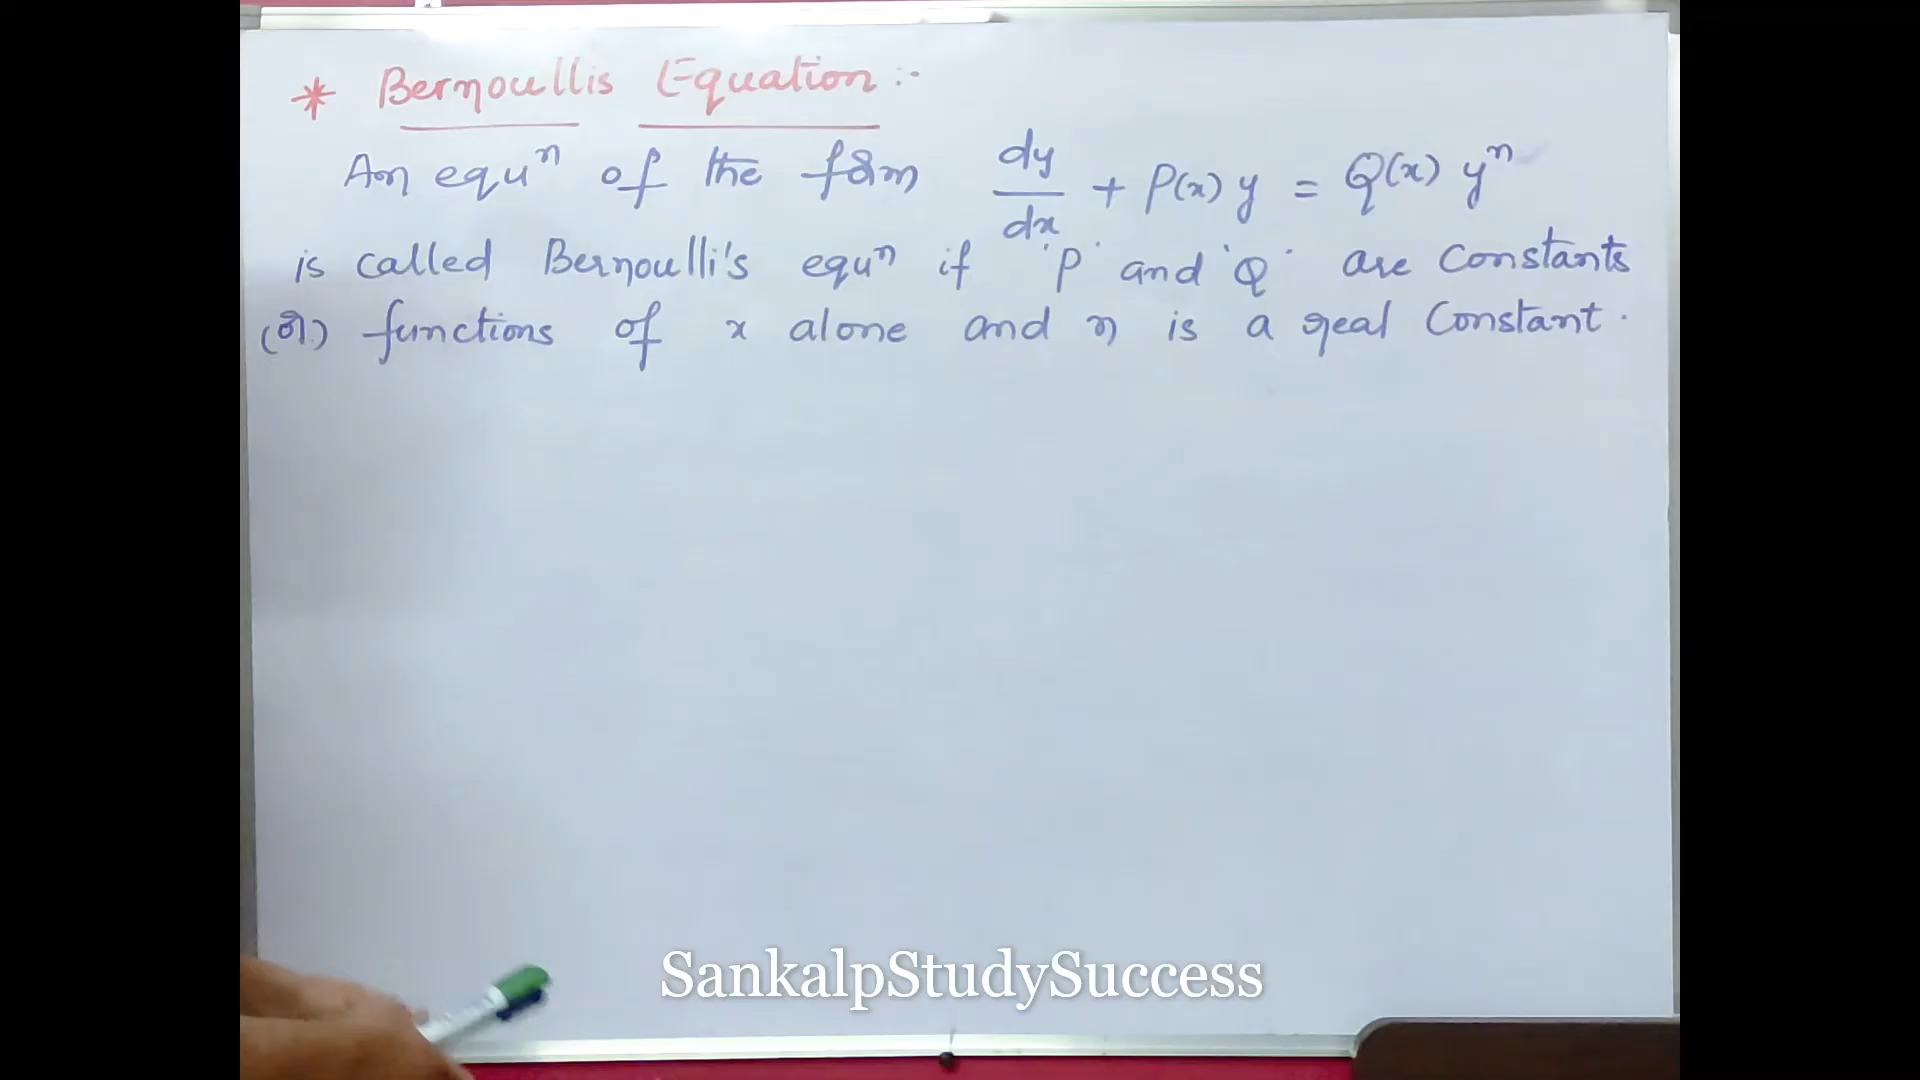 * Bernoullis Equation :-
An equⁿ of the form dy/dx + P(x) y = Q(x) yⁿ
is called Bernoulli's equⁿ if 'P' and 'Q' are Constants
(or) functions of x alone and n is a real Constant.
SankalpStudySuccess